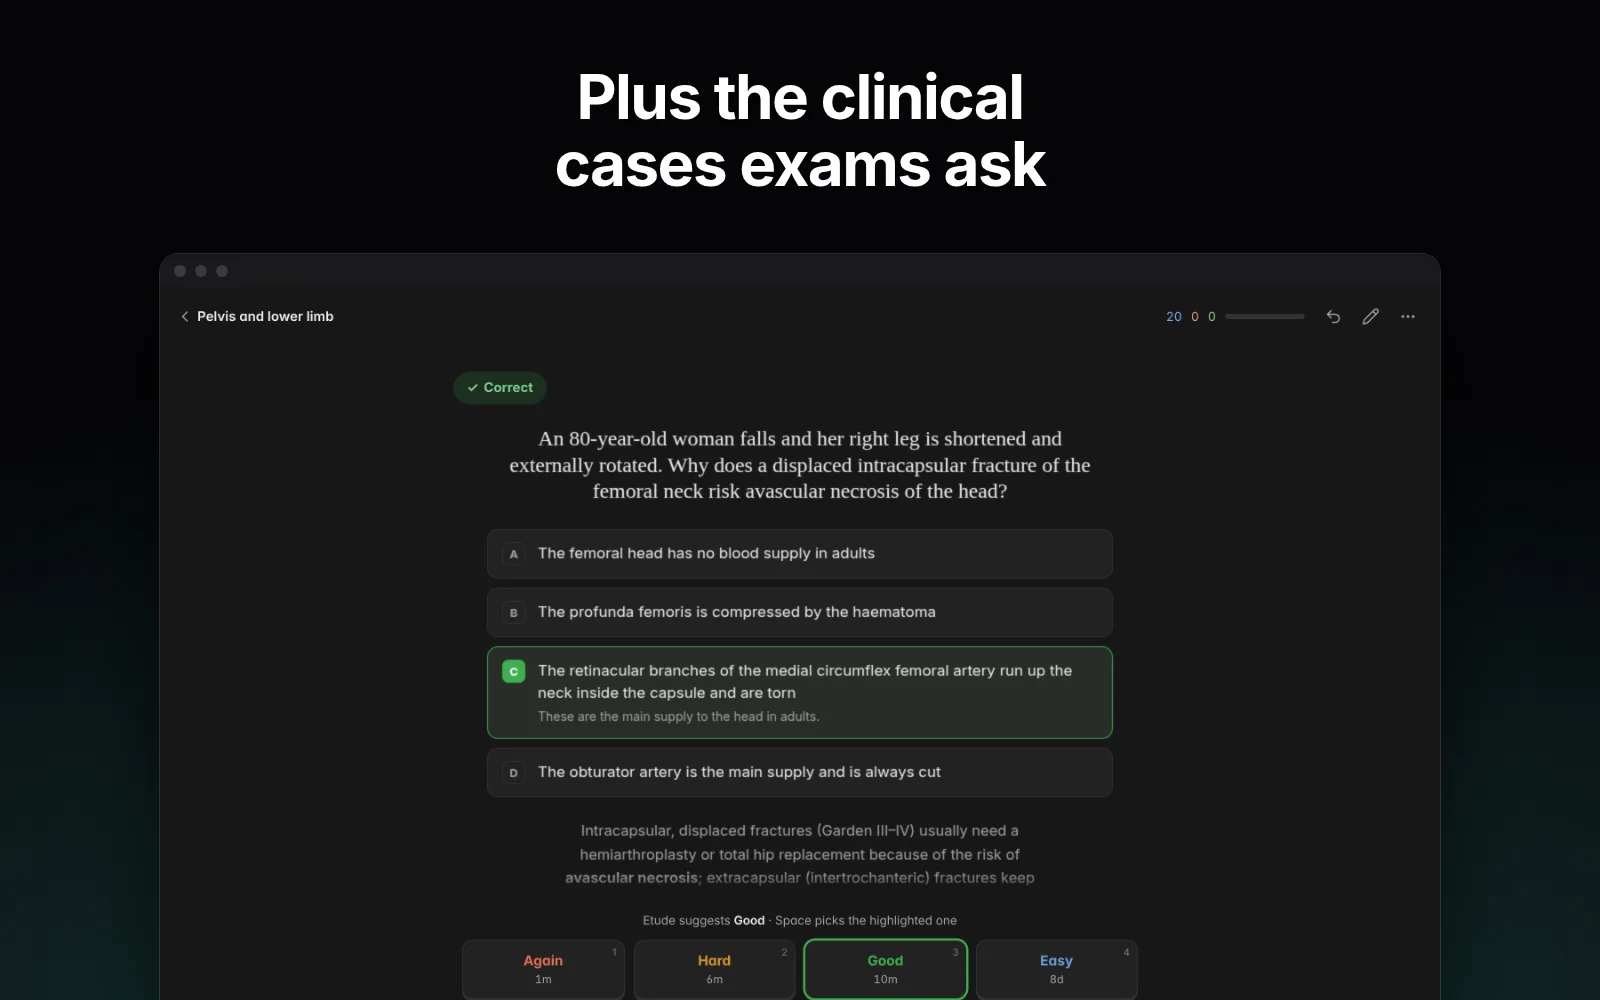 Plus the clinical
cases exams ask
Pelvis and lower limb
20 0 0
Correct
An 80-year-old woman falls and her right leg is shortened and
externally rotated. Why does a displaced intracapsular fracture of the
femoral neck risk avascular necrosis of the head?
A The femoral head has no blood supply in adults
B The profunda femoris is compressed by the haematoma
C The retinacular branches of the medial circumflex femoral artery run up the
neck inside the capsule and are torn
These are the main supply to the head in adults.
D The obturator artery is the main supply and is always cut
Intracapsular, displaced fractures (Garden III–IV) usually need a
hemiarthroplasty or total hip replacement because of the risk of
avascular necrosis; extracapsular (intertrochanteric) fractures keep
Etude suggests Good · Space picks the highlighted one
Again 1
1m
Hard 2
6m
Good 3
10m
Easy 4
8d